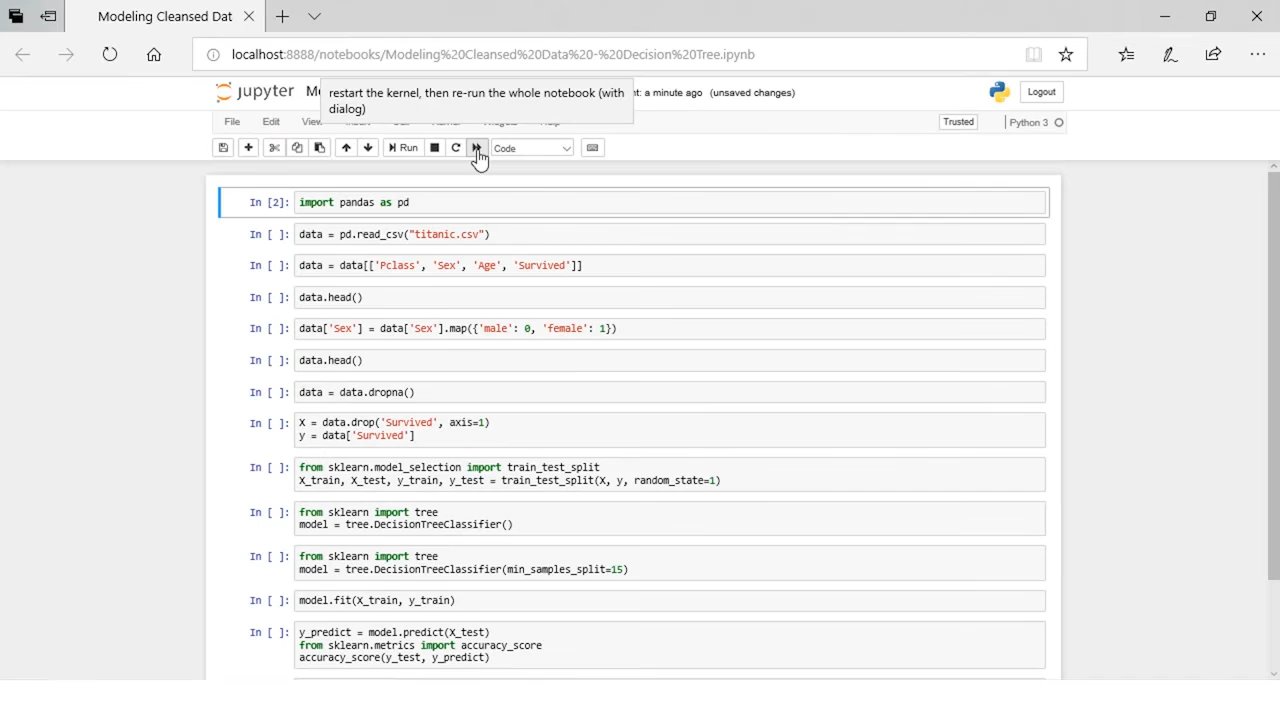 Modeling Cleansed Dat
localhost:8888/notebooks/Modeling%20Cleansed%20Data%20-%20Decision%20Tree.ipynb
jupyter
restart the kernel, then re-run the whole notebook (with
dialog)
a minute ago (unsaved changes)
Logout
File Edit View
Trusted
Python 3
Run
Code
In [2]: import pandas as pd
In [ ]: data = pd.read_csv("titanic.csv")
In [ ]: data = data[['Pclass', 'Sex', 'Age', 'Survived']]
In [ ]: data.head()
In [ ]: data['Sex'] = data['Sex'].map({'male': 0, 'female': 1})
In [ ]: data.head()
In [ ]: data = data.dropna()
In [ ]: X = data.drop('Survived', axis=1)
y = data['Survived']
In [ ]: from sklearn.model_selection import train_test_split
X_train, X_test, y_train, y_test = train_test_split(X, y, random_state=1)
In [ ]: from sklearn import tree
model = tree.DecisionTreeClassifier()
In [ ]: from sklearn import tree
model = tree.DecisionTreeClassifier(min_samples_split=15)
In [ ]: model.fit(X_train, y_train)
In [ ]: y_predict = model.predict(X_test)
from sklearn.metrics import accuracy_score
accuracy_score(y_test, y_predict)